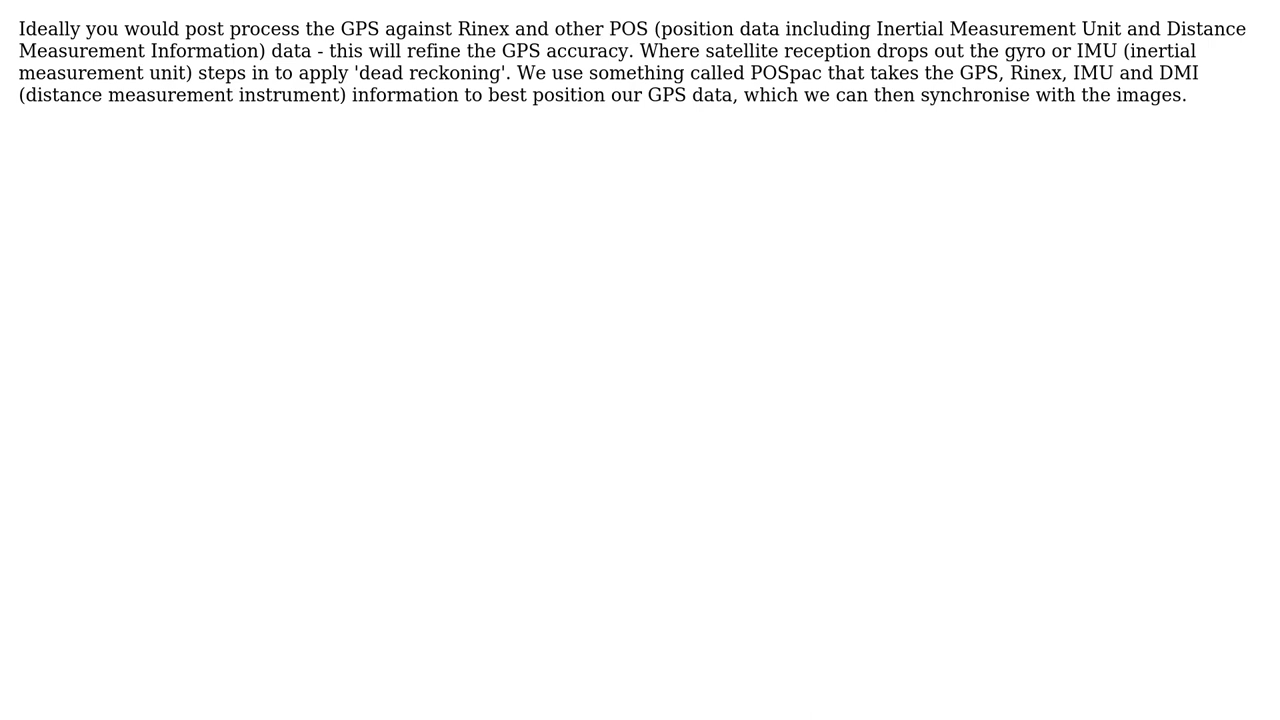 Ideally you would post process the GPS against Rinex and other POS (position data including Inertial Measurement Unit and Distance
Measurement Information) data - this will refine the GPS accuracy. Where satellite reception drops out the gyro or IMU (inertial
measurement unit) steps in to apply 'dead reckoning'. We use something called POSpac that takes the GPS, Rinex, IMU and DMI
(distance measurement instrument) information to best position our GPS data, which we can then synchronise with the images.